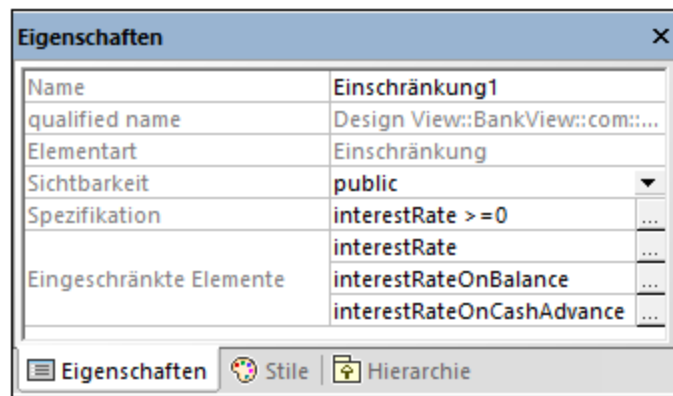 Eigenschaften
Name Einschränkung1
qualified name Design View::BankView::com::...
Elementart Einschränkung
Sichtbarkeit public
Spezifikation interestRate >=0 ...
interestRate ...
Eingeschränkte Elemente interestRateOnBalance ...
interestRateOnCashAdvance ...
Eigenschaften Stile Hierarchie